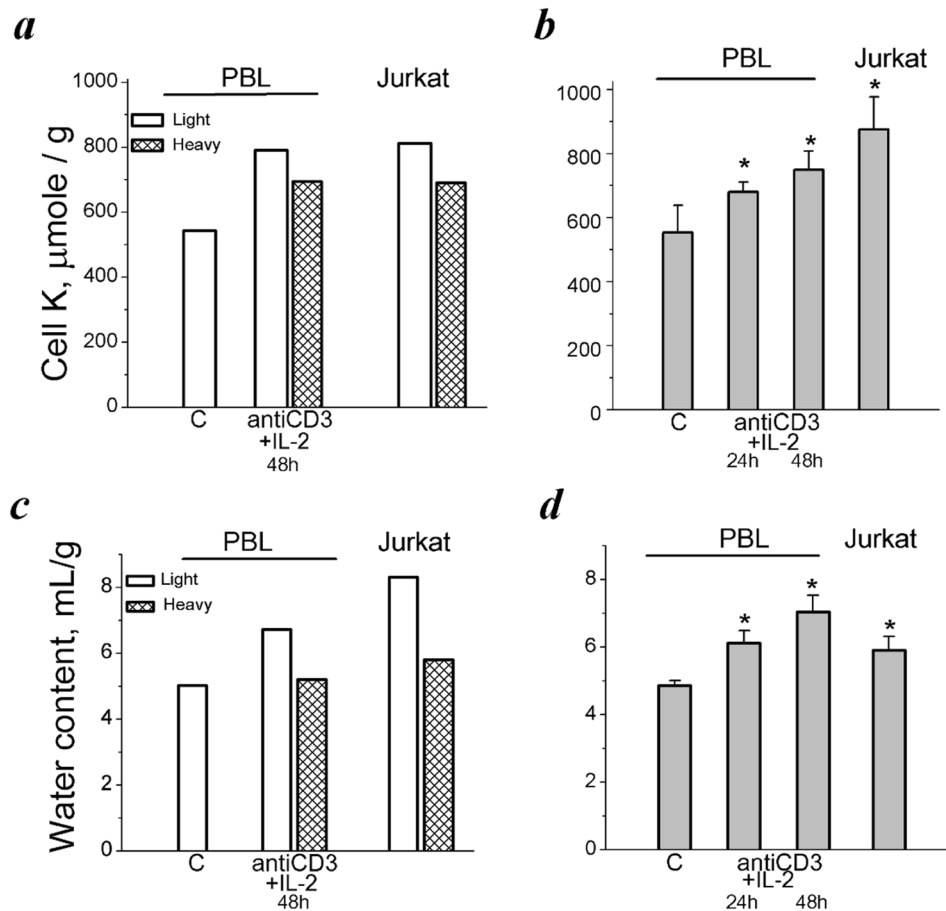 a
PBL
Jurkat
Light
Heavy
1000
800
600
400
200
0
Cell K, μmole / g
C
antiCD3
+IL-2
48h
b
PBL
Jurkat
*
*
*
1000
800
600
400
200
0
C
antiCD3
+IL-2
24h
48h
c
PBL
Jurkat
Light
Heavy
8
6
4
2
0
Water content, mL/g
C
antiCD3
+IL-2
48h
d
PBL
Jurkat
*
*
*
8
6
4
2
0
C
antiCD3
+IL-2
24h
48h